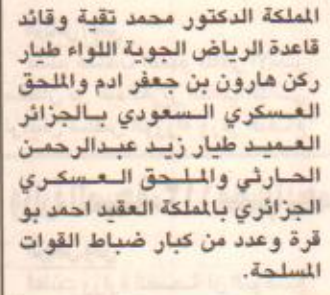 المملكة الدكتور محمد تقية وقائد
قاعدة الرياض الجوية اللواء طيار
ركن هارون بن جعفر ادم والملحق
العسكري السعودي بالجزائر
العميد طيار زيد عبدالرحمن
الحارثي والملحق العسكري
الجزائري بالمملكة العقيد احمد بو
قرة وعدد من كبار ضباط القوات
المسلحة.